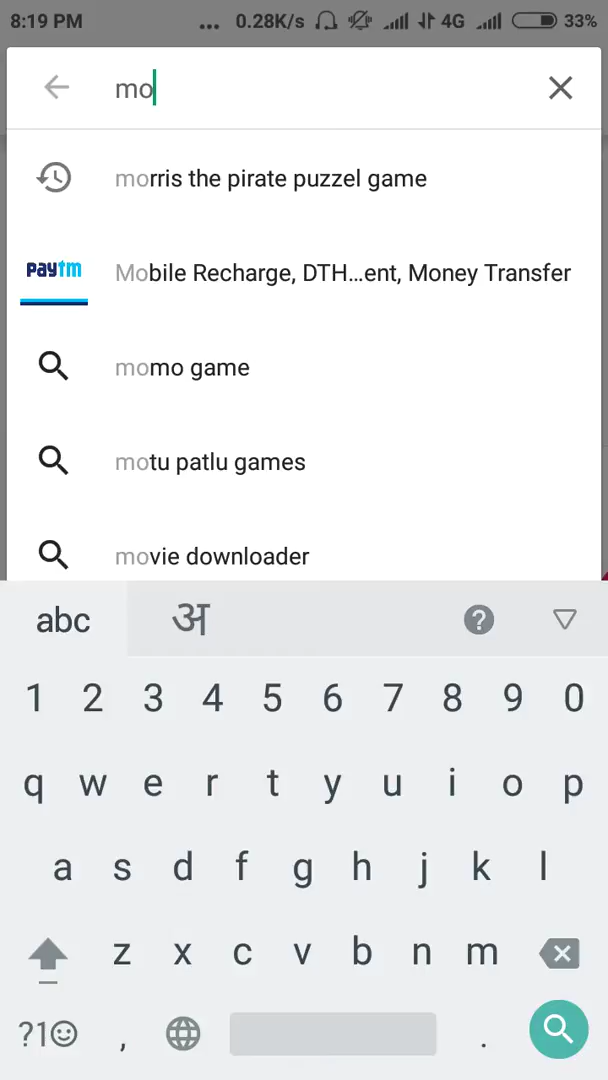 8:19 PM ... 0.28K/s 4G 33%
mo
morris the pirate puzzel game
paytm Mobile Recharge, DTH...ent, Money Transfer
momo game
motu patlu games
movie downloader
abc अ ?
1 2 3 4 5 6 7 8 9 0
q w e r t y u i o p
a s d f g h j k l
z x c v b n m
?1☺ , .